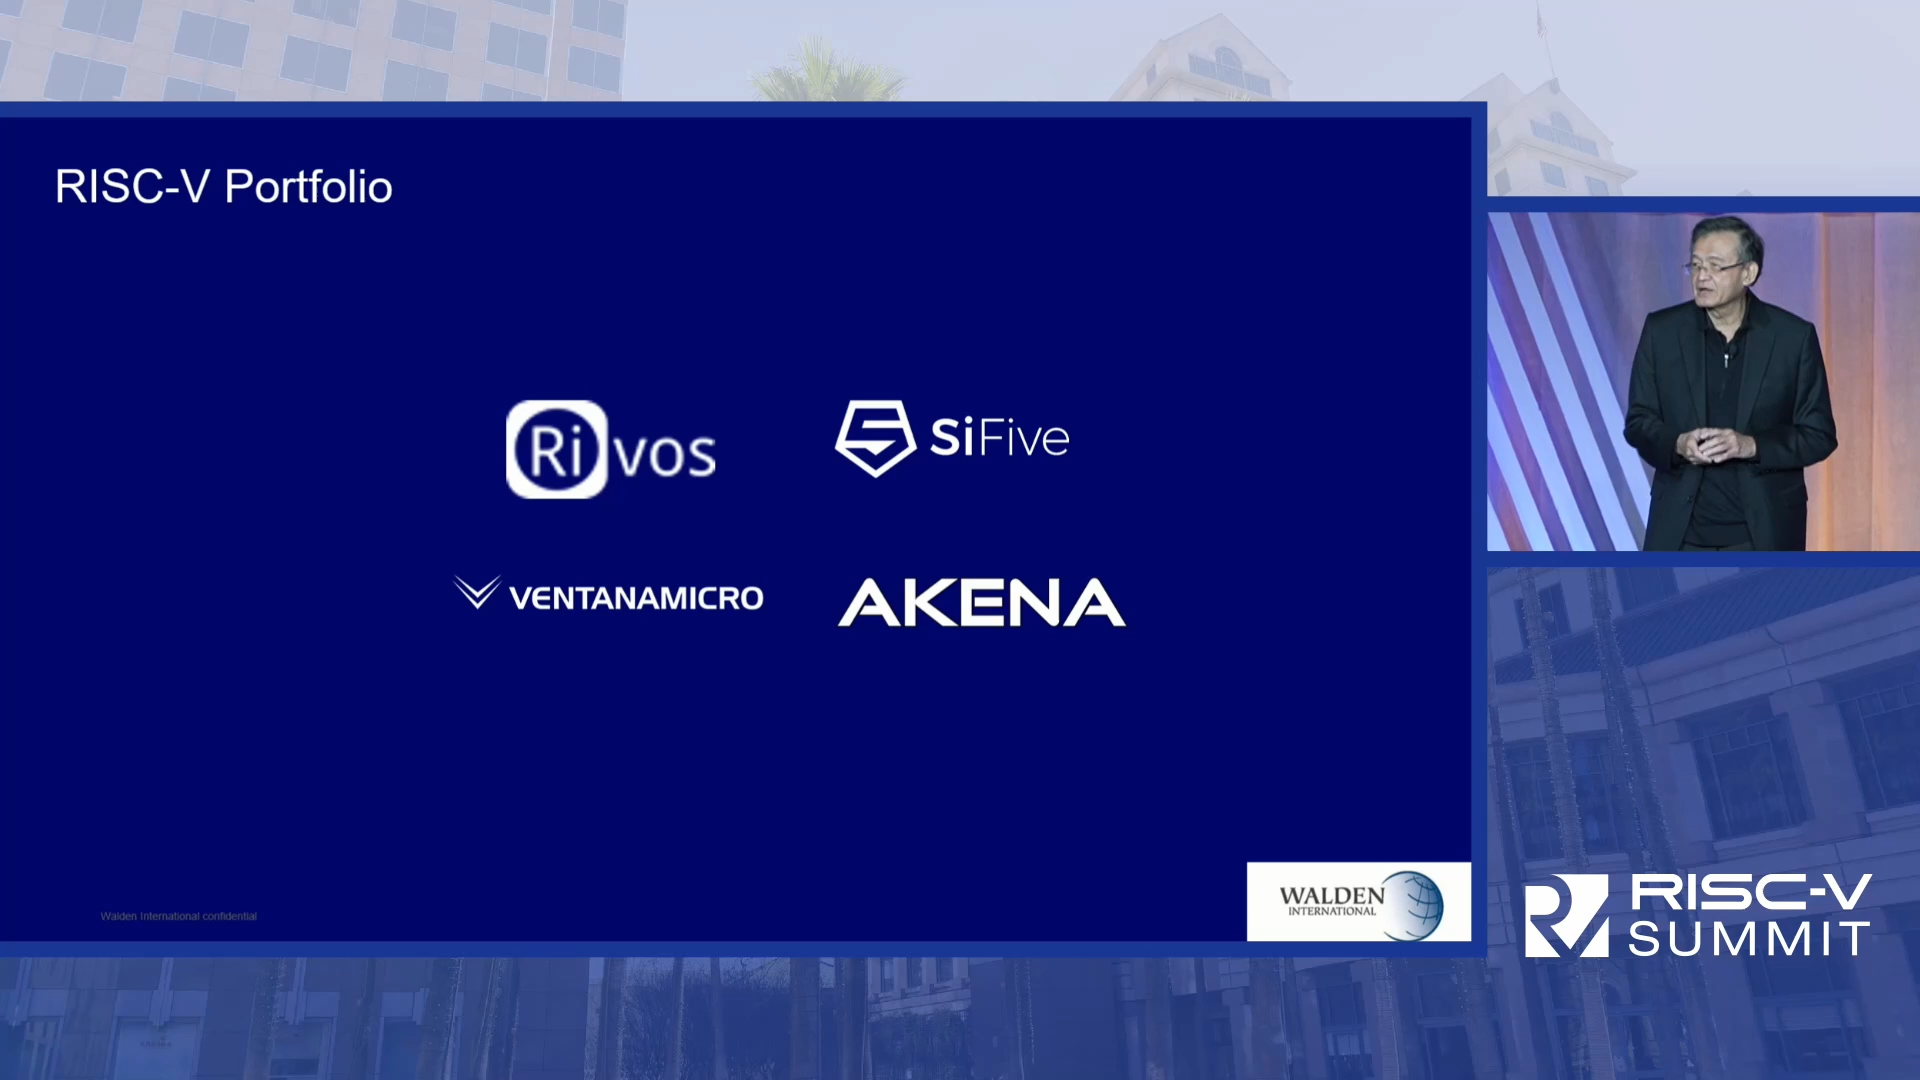 RISC-V Portfolio
Rivos
SiFive
VENTANAMICRO
AKENA
Walden International confidential
WALDEN
INTERNATIONAL
RISC-V
SUMMIT